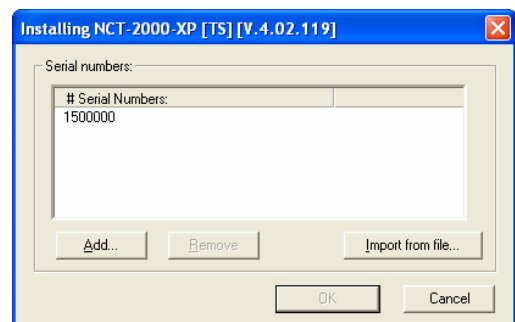 Installing NCT-2000-XP [TS] [V.4.02.119]
Serial numbers:
# Serial Numbers:
1500000
Add...
Remove
Import from file...
OK
Cancel